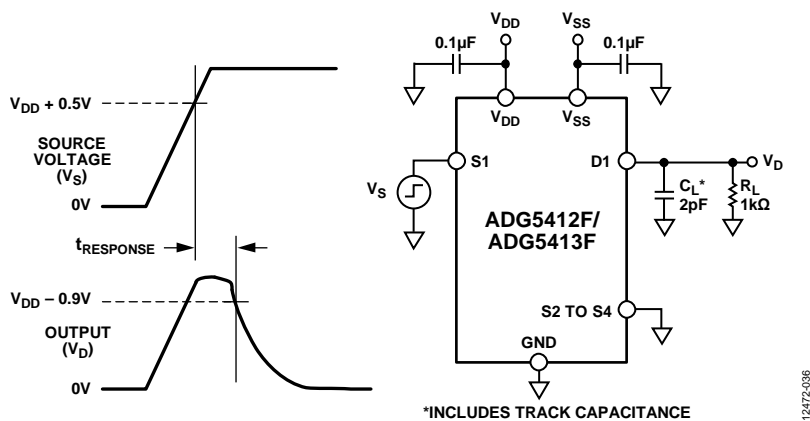 V_DD + 0.5V
SOURCE
VOLTAGE
(V_S)
0V
t_RESPONSE
V_DD – 0.9V
OUTPUT
(V_D)
0V
V_DD
V_SS
0.1µF
0.1µF
V_DD
V_SS
S1
D1
V_D
V_S
C_L*
2pF
R_L
1kΩ
ADG5412F/
ADG5413F
S2 TO S4
GND
*INCLUDES TRACK CAPACITANCE
12472-036